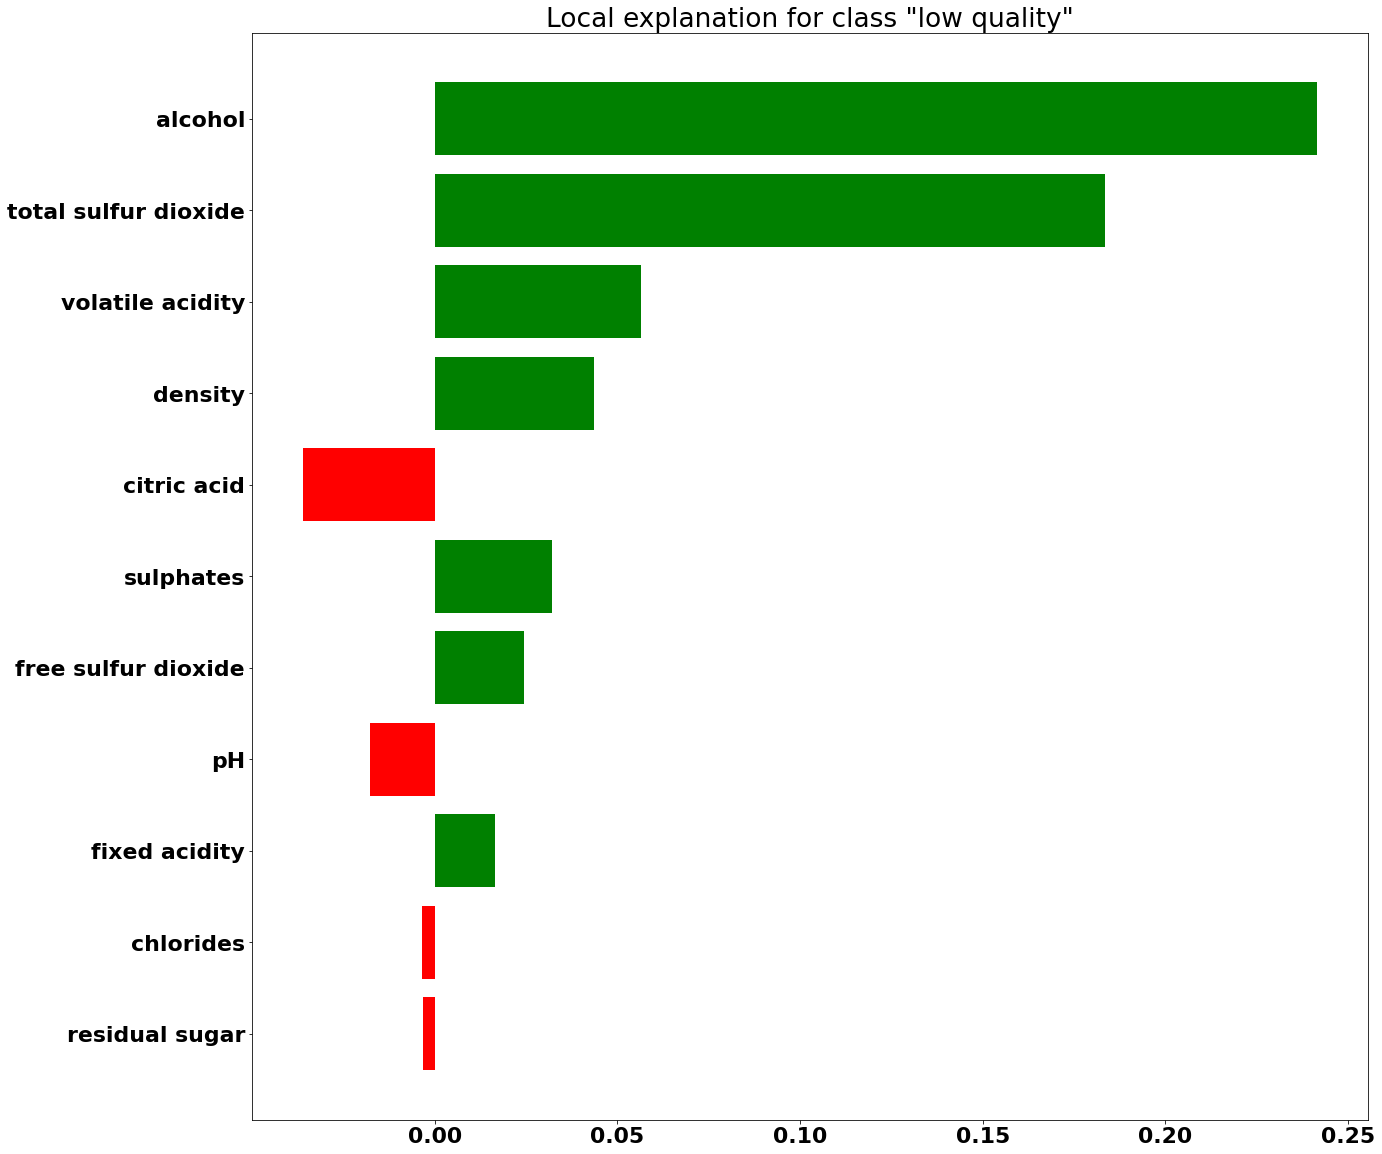 Local explanation for class "low quality"
alcohol
total sulfur dioxide
volatile acidity
density
citric acid
sulphates
free sulfur dioxide
pH
fixed acidity
chlorides
residual sugar
0.00 0.05 0.10 0.15 0.20 0.25